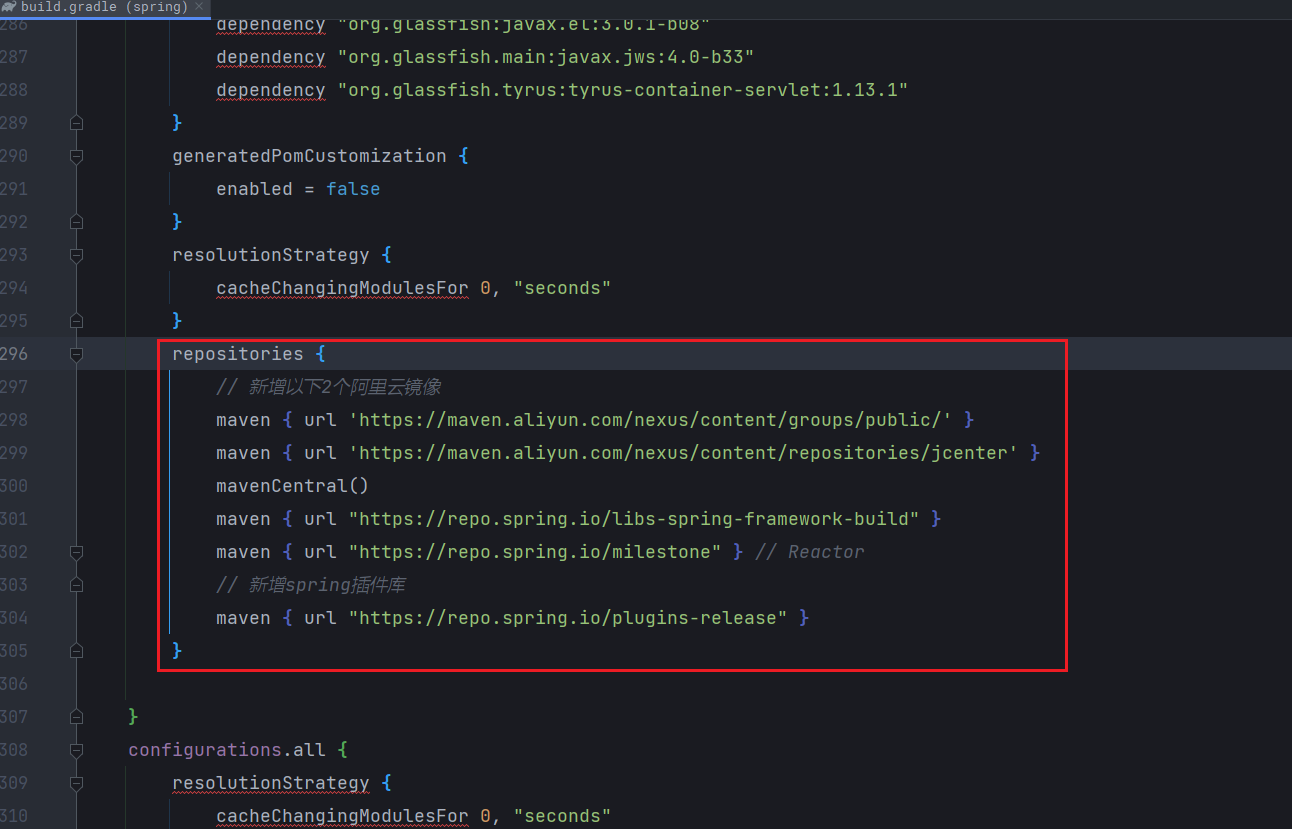 build.gradle (spring)
286 dependency "org.glassfish:javax.el:3.0.1-b08"
287 dependency "org.glassfish.main:javax.jws:4.0-b33"
288 dependency "org.glassfish.tyrus:tyrus-container-servlet:1.13.1"
289 }
290 generatedPomCustomization {
291 enabled = false
292 }
293 resolutionStrategy {
294 cacheChangingModulesFor 0, "seconds"
295 }
296 repositories {
297 // 新增以下2个阿里云镜像
298 maven { url 'https://maven.aliyun.com/nexus/content/groups/public/' }
299 maven { url 'https://maven.aliyun.com/nexus/content/repositories/jcenter' }
300 mavenCentral()
301 maven { url "https://repo.spring.io/libs-spring-framework-build" }
302 maven { url "https://repo.spring.io/milestone" } // Reactor
303 // 新增spring插件库
304 maven { url "https://repo.spring.io/plugins-release" }
305 }
306
307 }
308 configurations.all {
309 resolutionStrategy {
310 cacheChangingModulesFor 0, "seconds"